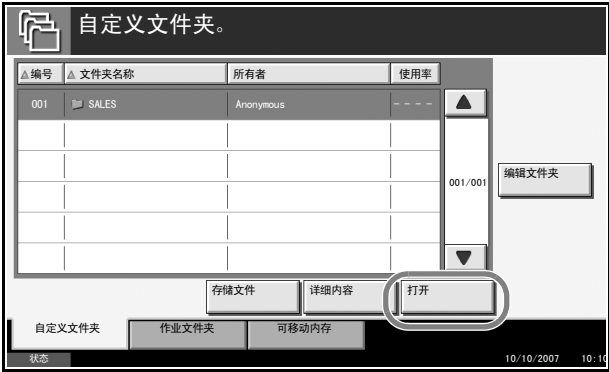 自定义文件夹。
△编号 △ 文件夹名称 所有者 使用率
001 SALES Anonymous - - - -
001/001
编辑文件夹
存储文件 详细内容 打开
自定义文件夹 作业文件夹 可移动内存
状态 10/10/2007 10:10